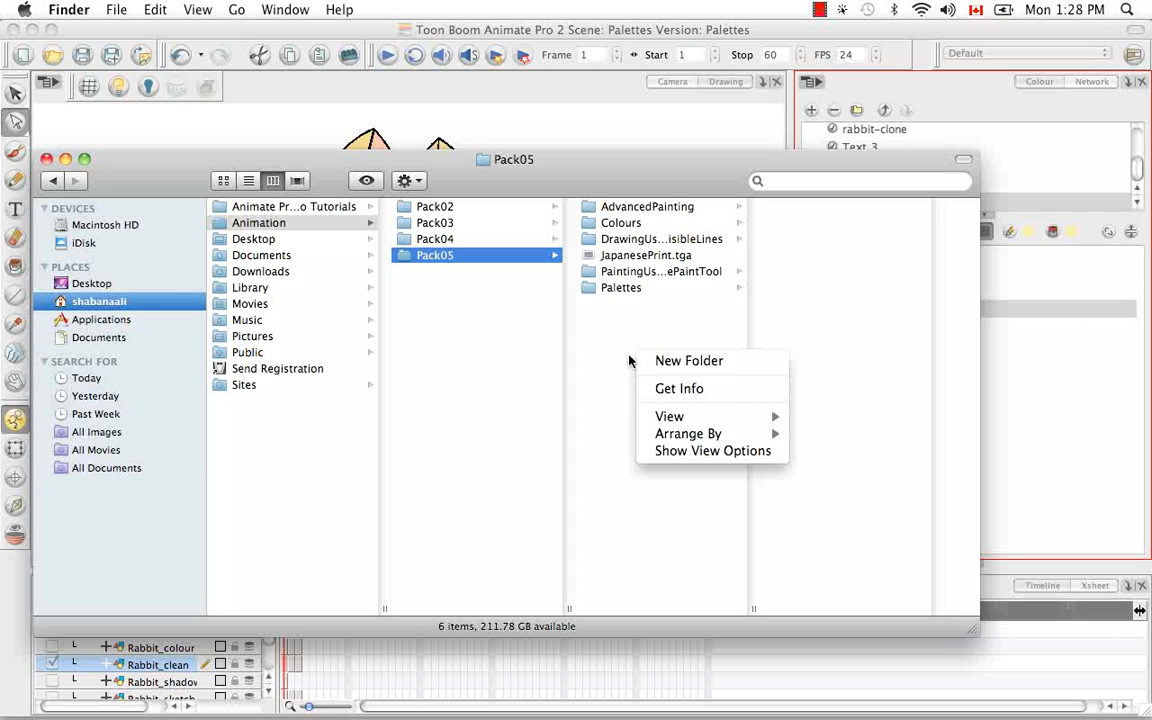 Finder File Edit View Go Window Help Mon 1:28 PM
Toon Boom Animate Pro 2 Scene: Palettes Version: Palettes
Frame 1 Start 1 Stop 60 FPS 24 Default
Camera Drawing Colour Network
rabbit-clone
Text 3
Pack05
DEVICES
Macintosh HD
iDisk
PLACES
Desktop
shabanaali
Applications
Documents
SEARCH FOR
Today
Yesterday
Past Week
All Images
All Movies
All Documents
Animate Pr...o Tutorials
Animation
Desktop
Documents
Downloads
Library
Movies
Music
Pictures
Public
Send Registration
Sites
Pack02
Pack03
Pack04
Pack05
AdvancedPainting
Colours
DrawingUs...isibleLines
JapanesePrint.tga
PaintingUs...ePaintTool
Palettes
New Folder
Get Info
View
Arrange By
Show View Options
6 items, 211.78 GB available
Timeline Xsheet
Rabbit_colour
Rabbit_clean
Rabbit_shadov
Rabbit_sketch